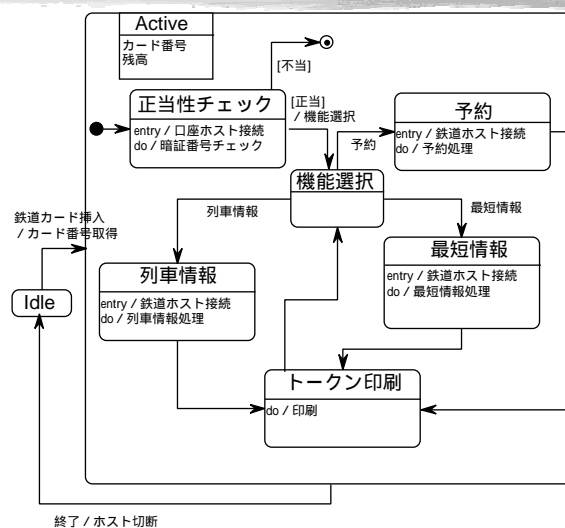 Active
カード番号
残高
[不当]
正当性チェック
entry / 口座ホスト接続
do / 暗証番号チェック
[正当]
/ 機能選択
予約
予約
entry / 鉄道ホスト接続
do / 予約処理
機能選択
列車情報
最短情報
鉄道カード挿入
/ カード番号取得
Idle
列車情報
entry / 鉄道ホスト接続
do / 列車情報処理
最短情報
entry / 鉄道ホスト接続
do / 最短情報処理
トークン印刷
do / 印刷
終了 / ホスト切断